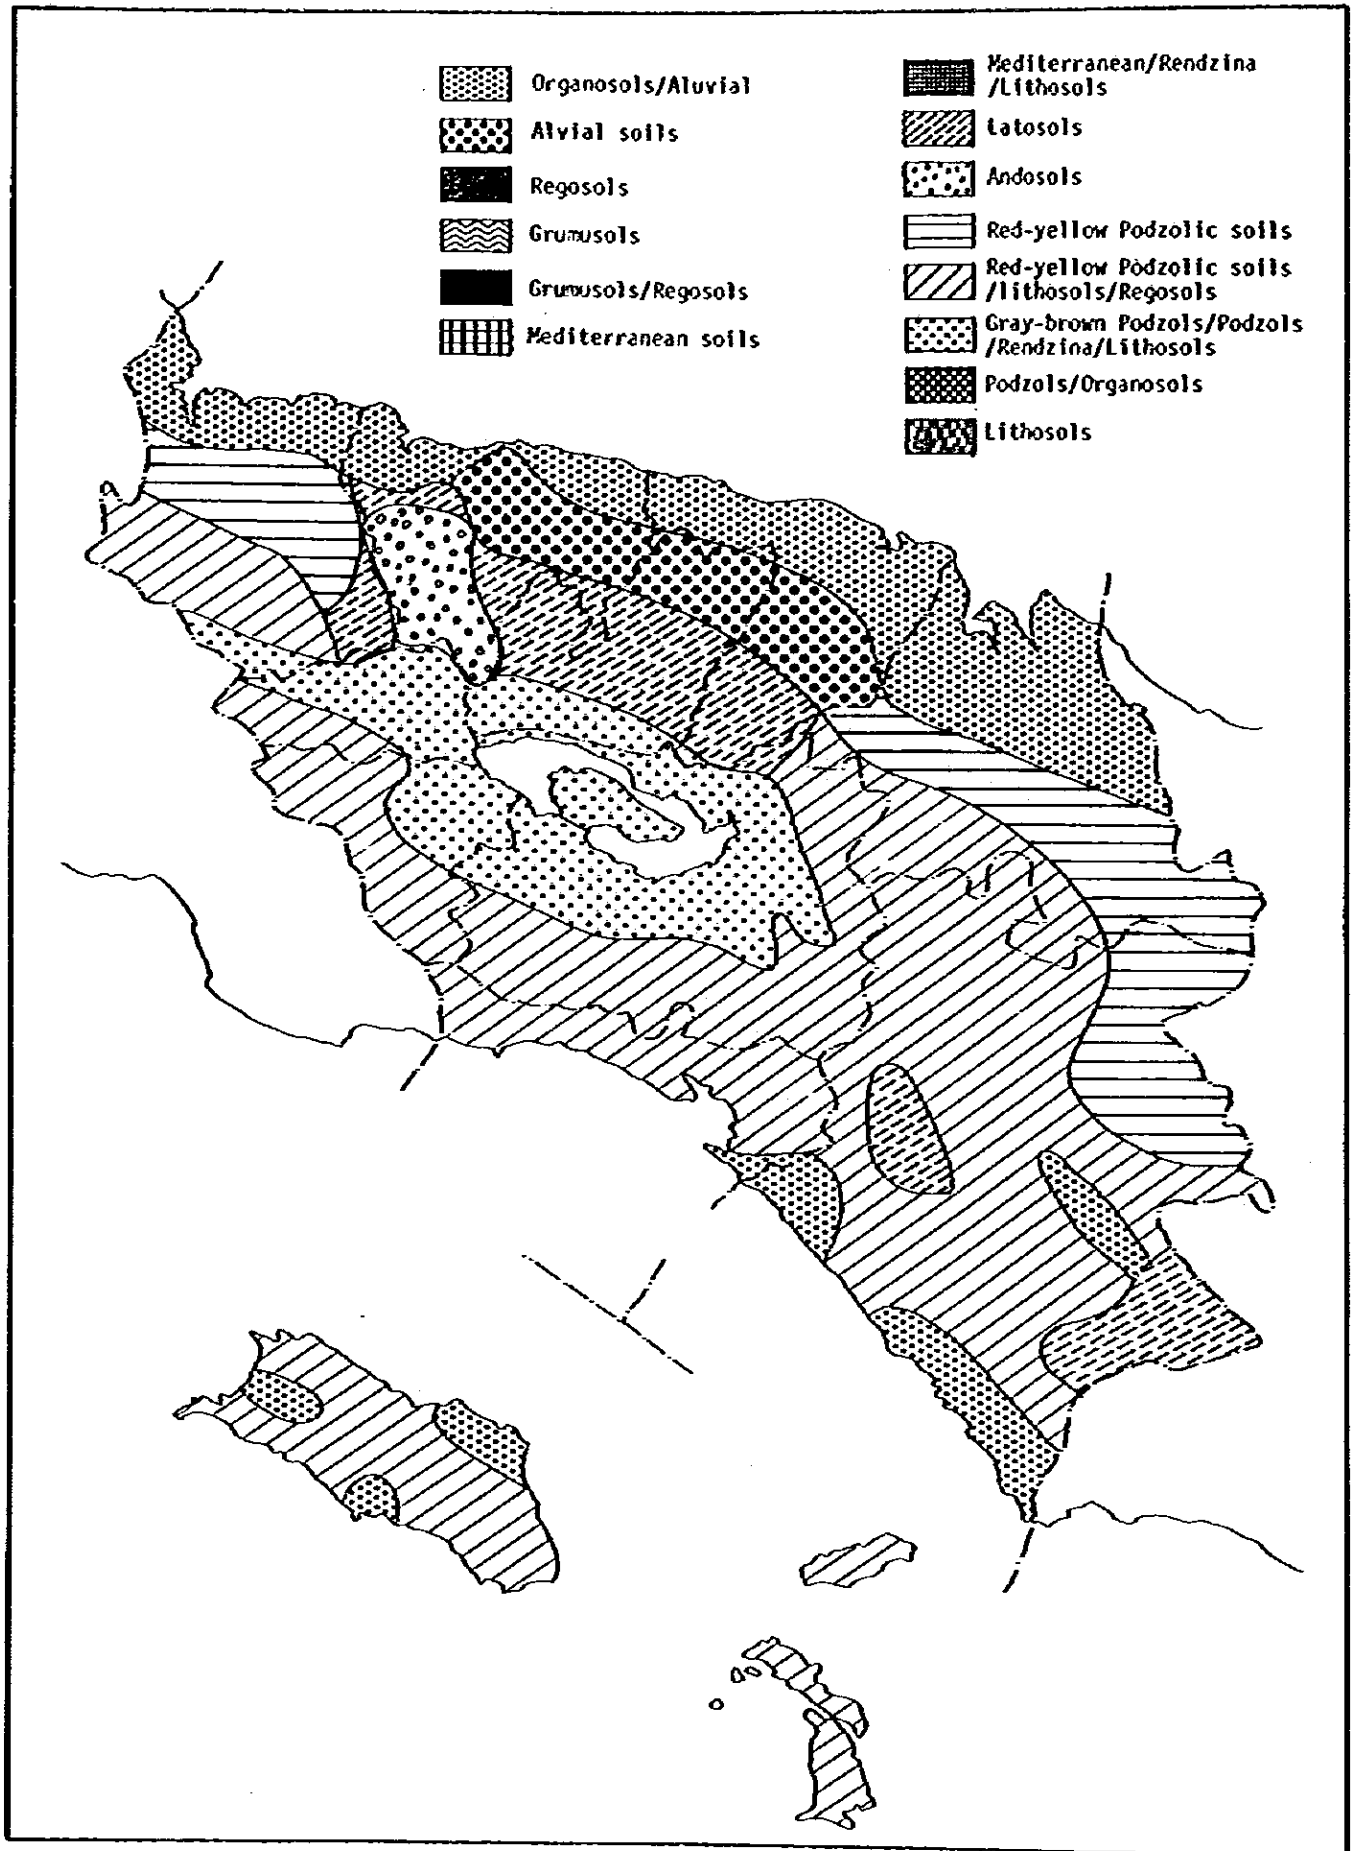 Organosols/Aluvial
Alvial soils
Regosols
Grumusols
Grumusols/Regosols
Mediterranean soils
Mediterranean/Rendzina
/Lithosols
Latosols
Andosols
Red-yellow Podzolic soils
Red-yellow Podzolic soils
/lithosols/Regosols
Gray-brown Podzols/Podzols
/Rendzina/Lithosols
Podzols/Organosols
Lithosols